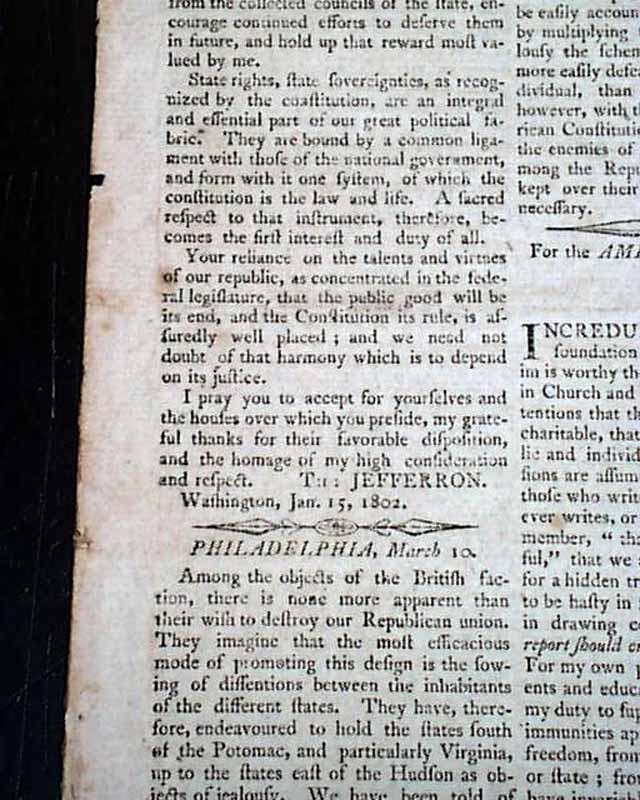 from the collected councils of the ſtate, en-
courage continued efforts to deſerve them
in future, and hold up that reward moſt va-
lued by me.
State rights, ſtate ſovereignties, as recog-
nized by the conſtitution, are an integral
and eſſential part of our great political fa-
bric. They are bound by a common liga-
ment with thoſe of the national government,
and form with it one ſyſtem, of which the
conſtitution is the law and life. A ſacred
reſpect to that inſtrument, therefore, be-
comes the firſt intereſt and duty of all.
Your reliance on the talents and virtues
of our republic, as concentrated in the fede-
ral legiſlature, that the public good will be
its end, and the Conſtitution its rule, is aſ-
ſuredly well placed ; and we need not
doubt of that harmony which is to depend
on its juſtice.
I pray you to accept for yourſelves and
the houſes over which you preſide, my grate-
ful thanks for their favorable diſpoſition,
and the homage of my high conſideration
and reſpect. TH: JEFFERRON.
Waſhington, Jan. 15, 1802.
PHILADELPHIA, March 10.
Among the objects of the Britiſh fac-
tion, there is none more apparent than
their wiſh to deſtroy our Republican union.
They imagine that the moſt efficacious
mode of promoting this deſign is the ſow-
ing of diſſentions between the inhabitants
of the different ſtates. They have, there-
fore, endeavoured to hold the ſtates ſouth
of the Potomac, and particularly Virginia,
up to the ſtates eaſt of the Hudſon as ob-
jects of jealouſy. We have been told of
be eaſily accoun
by multiplying
louſy the ſchem
more eaſily defe
dividual, than
however, with t
rican Conſtituti
the enemies of
mong the Repu
kept over their
neceſſary.
For the AM
INCREDU
foundation
im is worthy th
in Church and
tentions that th
charitable, that
lic and individ
ſions are aſſum
thoſe who writ
ever writes, or
member, “ tha
ful,” that we
for a hidden tr
to be haſty in
in drawing co
report ſhould
For my own
ents and educ
my duty to ſup
immunities ap
freedom, from
or ſtate ; from
have invariabl